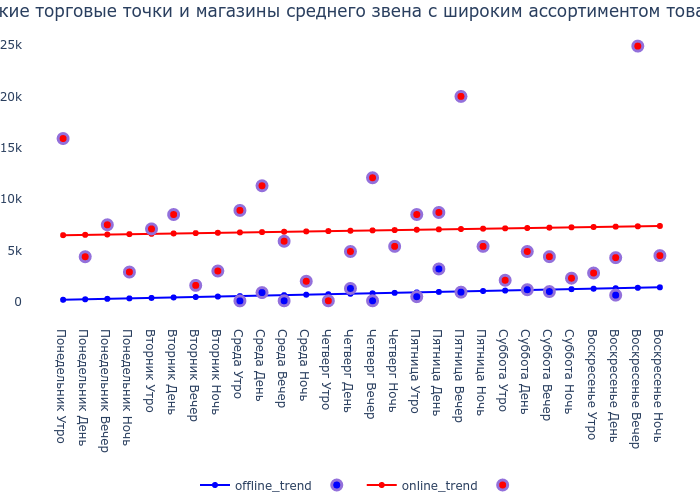 кие торговые точки и магазины среднего звена с широким ассортиментом това
25k
20k
15k
10k
5k
0
Понедельник Утро
Понедельник День
Понедельник Вечер
Понедельник Ночь
Вторник Утро
Вторник День
Вторник Вечер
Вторник Ночь
Среда Утро
Среда День
Среда Вечер
Среда Ночь
Четверг Утро
Четверг День
Четверг Вечер
Четверг Ночь
Пятница Утро
Пятница День
Пятница Вечер
Пятница Ночь
Суббота Утро
Суббота День
Суббота Вечер
Суббота Ночь
Воскресенье Утро
Воскресенье День
Воскресенье Вечер
Воскресенье Ночь
offline_trend online_trend